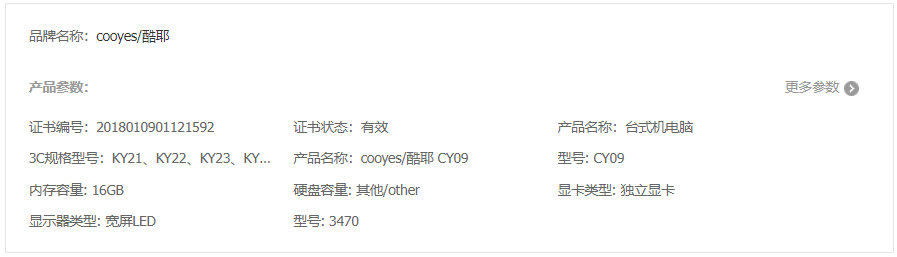 品牌名称：cooyes/酷耶
产品参数：
更多参数
证书编号：2018010901121592 证书状态：有效 产品名称：台式机电脑
3C规格型号：KY21、KY22、KY23、KY... 产品名称：cooyes/酷耶 CY09 型号: CY09
内存容量: 16GB 硬盘容量: 其他/other 显卡类型: 独立显卡
显示器类型: 宽屏LED 型号: 3470